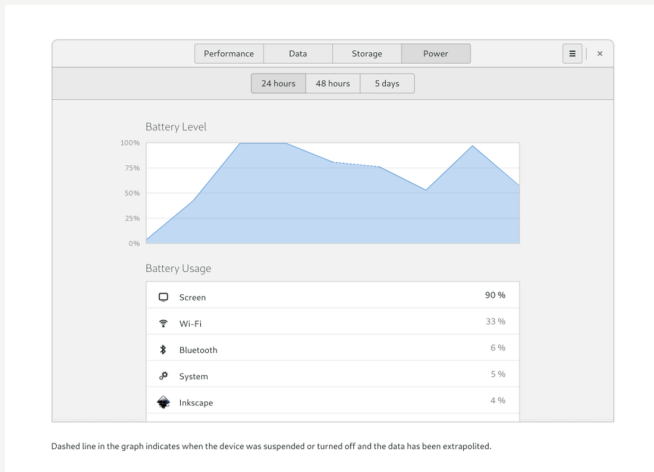 Performance Data Storage Power
24 hours 48 hours 5 days
Battery Level
100%
75%
50%
25%
0%
Battery Usage
Screen 90 %
Wi-Fi 33 %
Bluetooth 6 %
System 5 %
Inkscape 4 %
Dashed line in the graph indicates when the device was suspended or turned off and the data has been extrapolited.